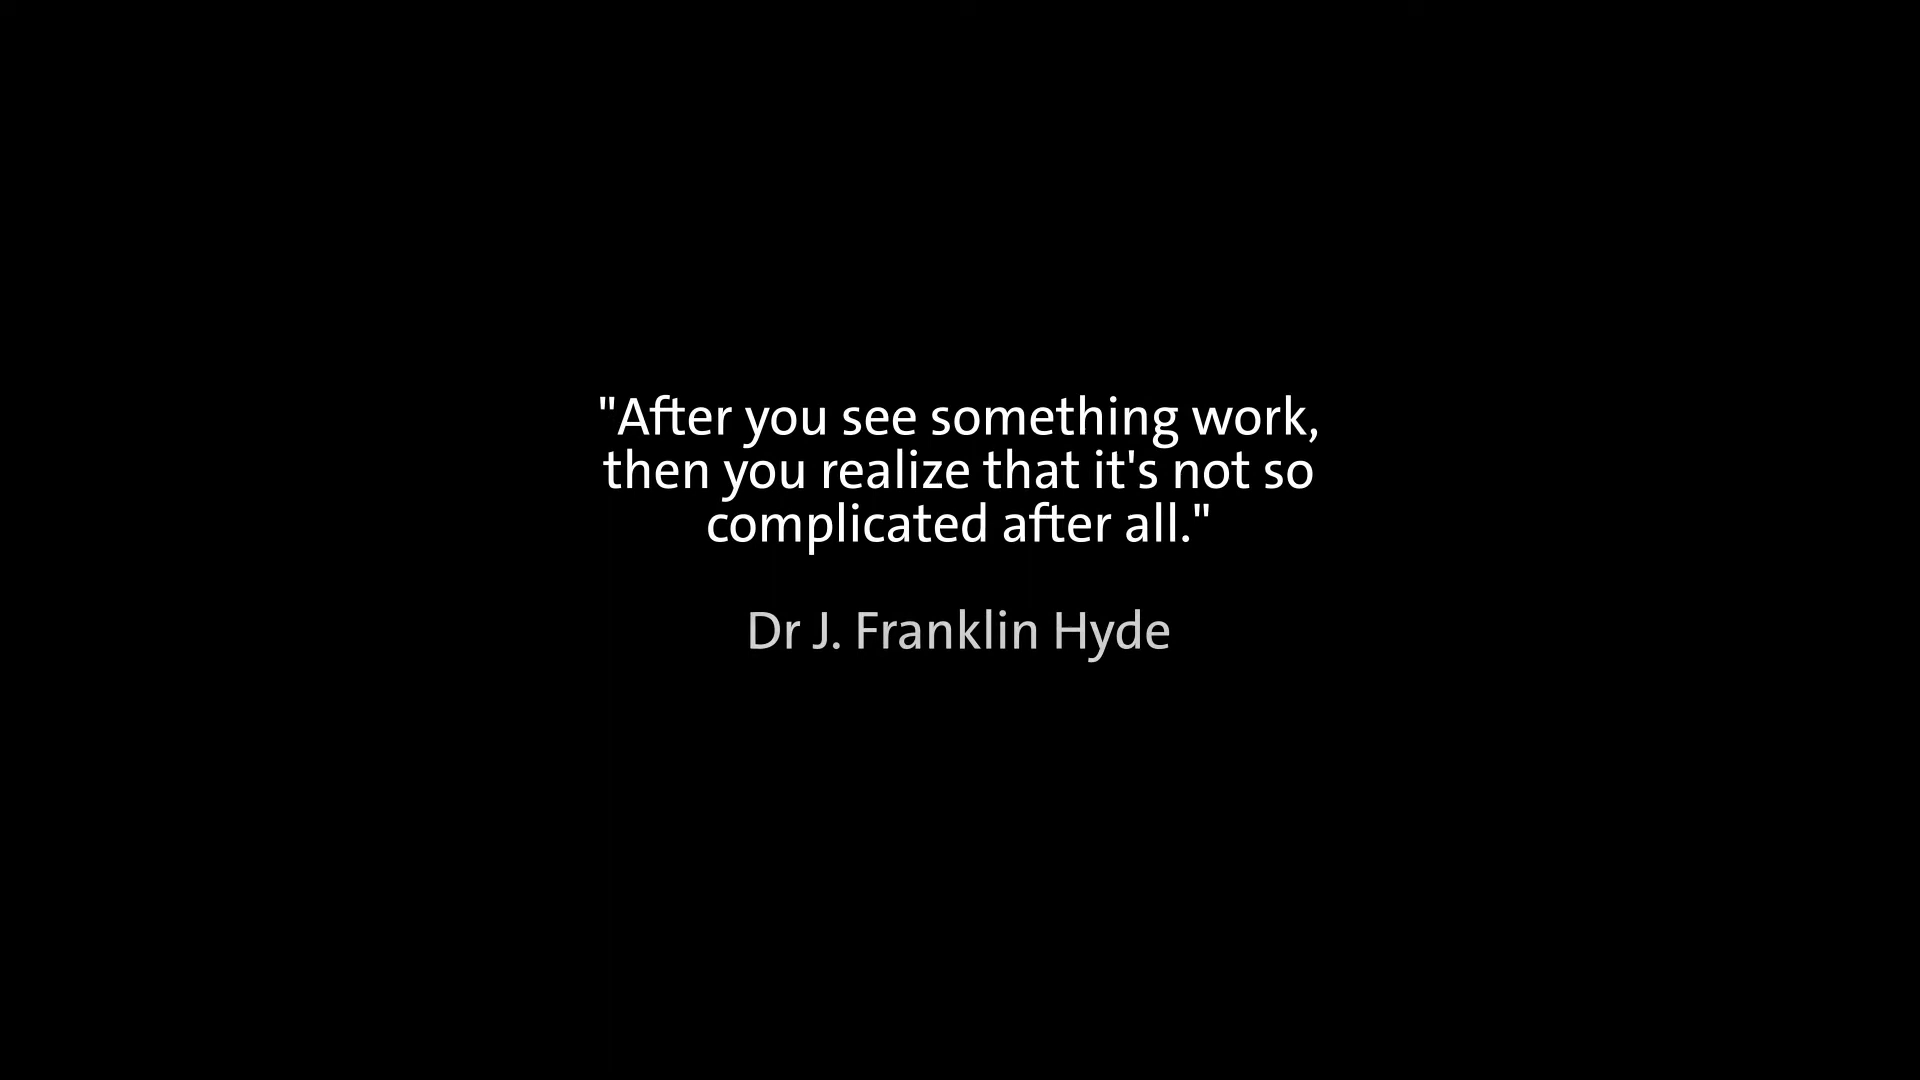 "After you see something work,
then you realize that it's not so
complicated after all."
Dr J. Franklin Hyde